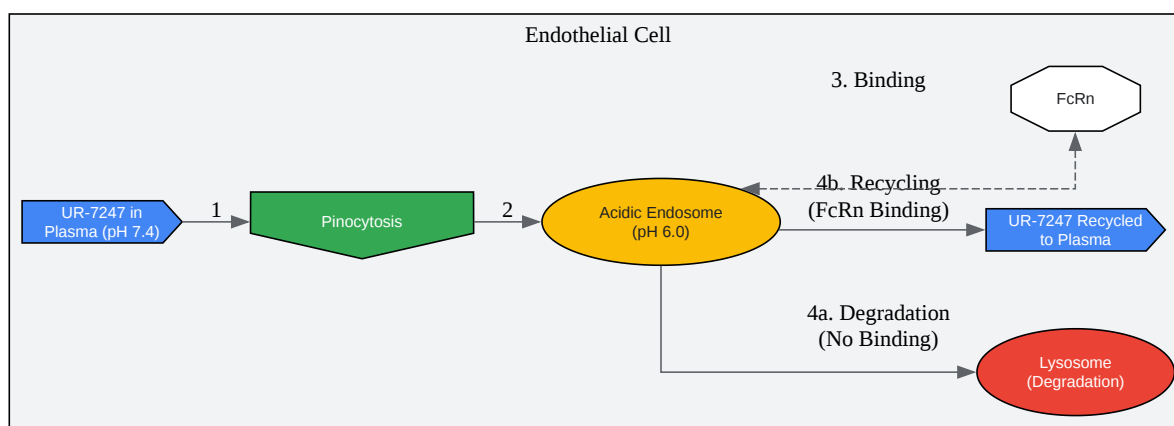 Endothelial Cell
3. Binding
FcRn
UR-7247 in
Plasma (pH 7.4)
1
Pinocytosis
2
Acidic Endosome
(pH 6.0)
4b. Recycling
(FcRn Binding)
UR-7247 Recycled
to Plasma
4a. Degradation
(No Binding)
Lysosome
(Degradation)